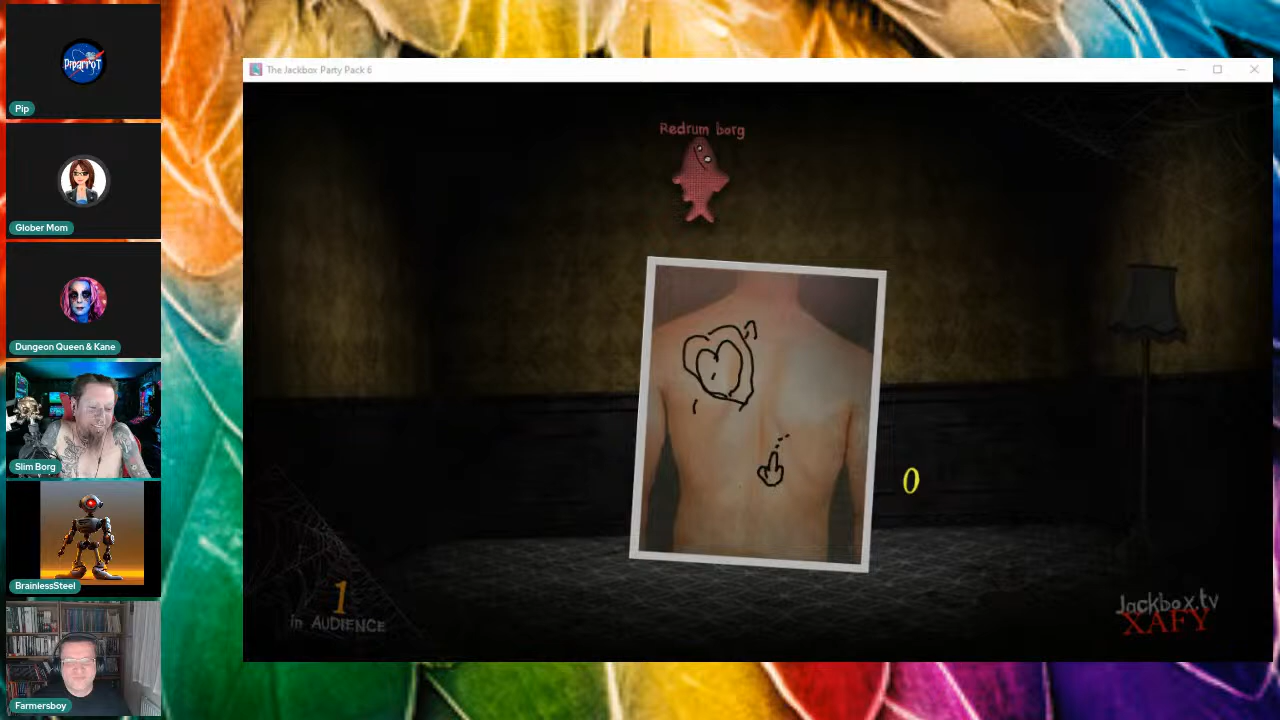 PipparroT
Pip
Glober Mom
Dungeon Queen & Kane
Slim Borg
BrainlessSteel
Farmersboy
The Jackbox Party Pack 6
Redrum borg
0
1
in AUDIENCE
Jackbox.tv
XAFY